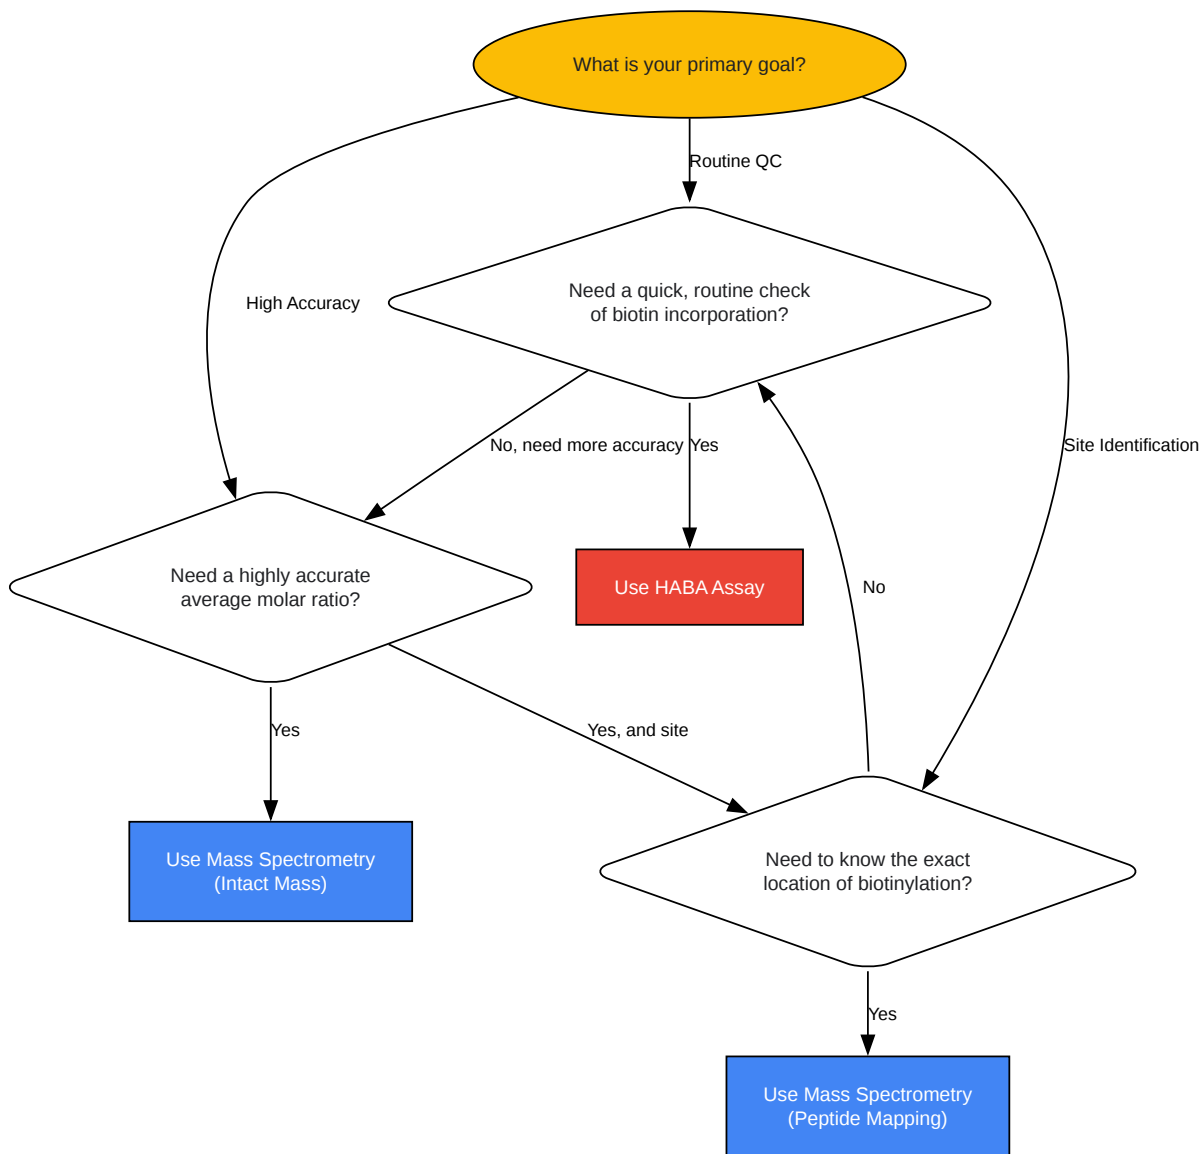 What is your primary goal?
Routine QC
Need a quick, routine check
of biotin incorporation?
High Accuracy
No, need more accuracy
Yes
Site Identification
Need a highly accurate
average molar ratio?
Use HABA Assay
No
Yes
Yes, and site
Use Mass Spectrometry
(Intact Mass)
Need to know the exact
location of biotinylation?
Yes
Use Mass Spectrometry
(Peptide Mapping)